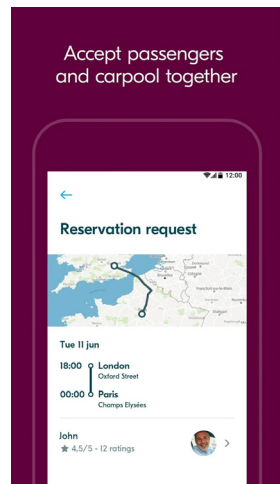 Accept passengers
and carpool together
12:00
Reservation request
Tue 11 jun
18:00 London
Oxford Street
00:00 Paris
Champs Elysées
John
4,5/5 - 12 ratings